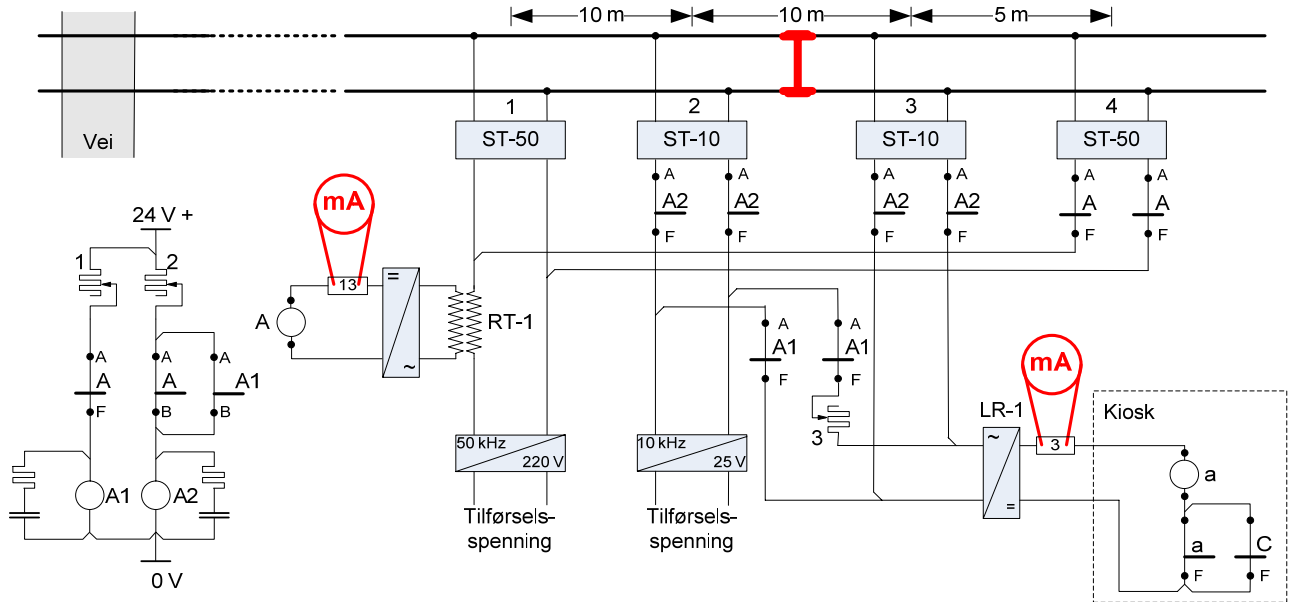 10 m
10 m
5 m
Vei
1
2
3
4
ST-50
ST-10
ST-10
ST-50
A
A
A
A
A
A
A2
A2
A2
A2
A
A
F
F
F
F
F
F
mA
24 V +
1
2
13
=
~
A
RT-1
A
A
A
A
A
A1
F
B
B
A
A
A1
A1
F
F
3
LR-1
~
=
mA
3
Kiosk
a
a
C
F
F
50 kHz
220 V
10 kHz
25 V
A1
A2
Tilførsels-
spenning
Tilførsels-
spenning
0 V